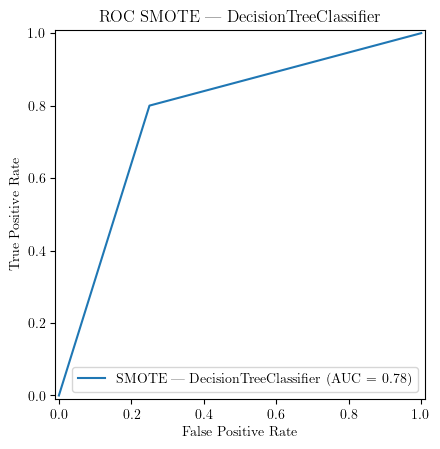 ROC SMOTE — DecisionTreeClassifier
1.0
0.8
0.6
0.4
0.2
0.0
True Positive Rate
SMOTE — DecisionTreeClassifier (AUC = 0.78)
0.0 0.2 0.4 0.6 0.8 1.0
False Positive Rate